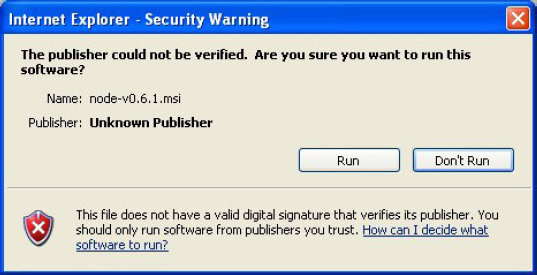 Internet Explorer - Security Warning
The publisher could not be verified.  Are you sure you want to run this
software?
Name: node-v0.6.1.msi
Publisher: Unknown Publisher
Run Don't Run
This file does not have a valid digital signature that verifies its publisher. You
should only run software from publishers you trust. How can I decide what
software to run?